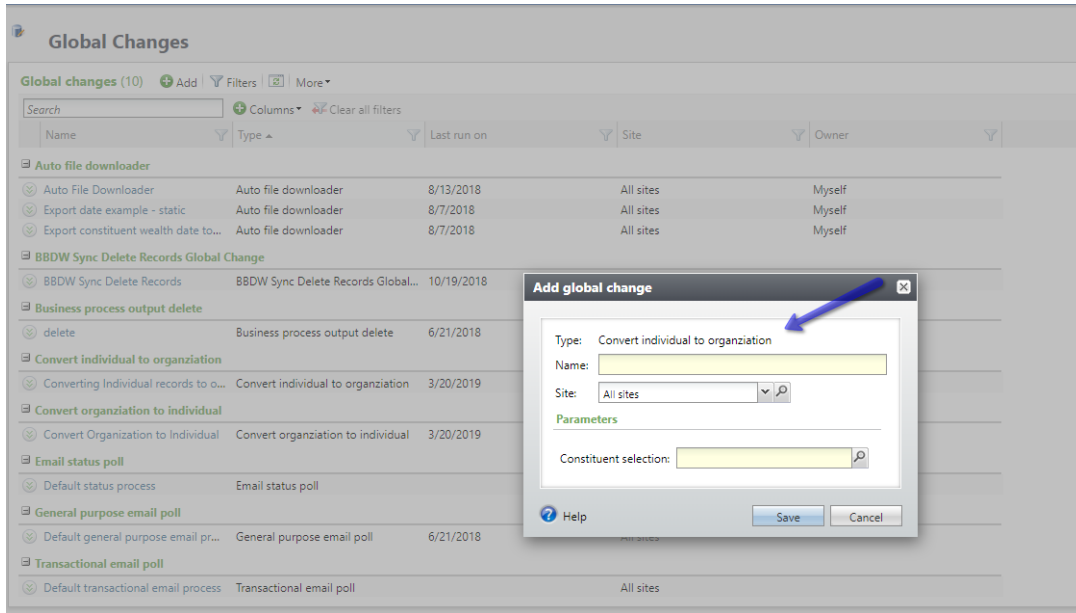 Global Changes
Global changes (10) Add Filters More
Search Columns Clear all filters
Name Type Last run on Site Owner
Auto file downloader
Auto File Downloader Auto file downloader 8/13/2018 All sites Myself
Export date example - static Auto file downloader 8/7/2018 All sites Myself
Export constituent wealth date to... Auto file downloader 8/7/2018 All sites Myself
BBDW Sync Delete Records Global Change
BBDW Sync Delete Records BBDW Sync Delete Records Global... 10/19/2018
Business process output delete
delete Business process output delete 6/21/2018
Convert individual to organziation
Converting Individual records to o... Convert individual to organziation 3/20/2019
Convert organziation to individual
Convert Organization to Individual Convert organziation to individual 3/20/2019
Email status poll
Default status process Email status poll
General purpose email poll
Default general purpose email pr... General purpose email poll 6/21/2018
Transactional email poll
Default transactional email process Transactional email poll All sites
Add global change
Type: Convert individual to organziation
Name:
Site: All sites
Parameters
Constituent selection:
Help Save Cancel